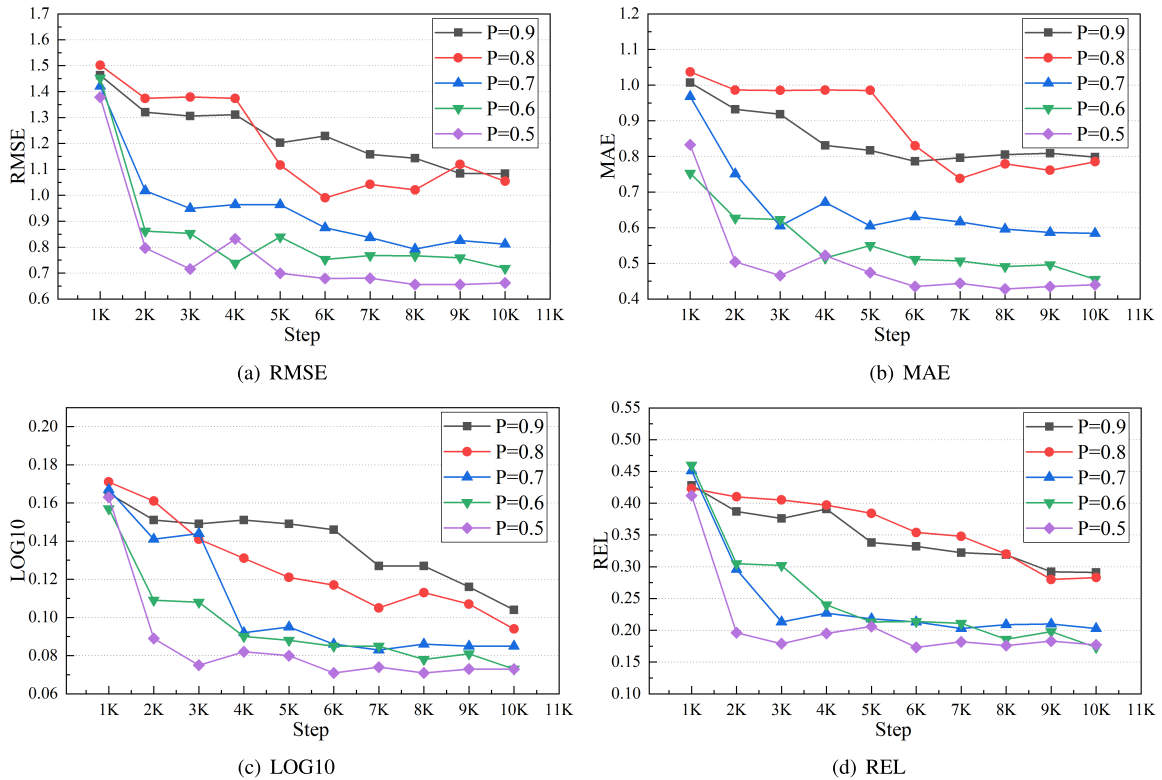 1.7
1.6
1.5
1.4
1.3
1.2
1.1
1.0
0.9
0.8
0.7
0.6
RMSE
P=0.9
P=0.8
P=0.7
P=0.6
P=0.5
1K 2K 3K 4K 5K 6K 7K 8K 9K 10K 11K
Step
(a) RMSE
1.2
1.1
1.0
0.9
0.8
0.7
0.6
0.5
0.4
MAE
P=0.9
P=0.8
P=0.7
P=0.6
P=0.5
1K 2K 3K 4K 5K 6K 7K 8K 9K 10K 11K
Step
(b) MAE
0.20
0.18
0.16
0.14
0.12
0.10
0.08
0.06
LOG10
P=0.9
P=0.8
P=0.7
P=0.6
P=0.5
1K 2K 3K 4K 5K 6K 7K 8K 9K 10K 11K
Step
(c) LOG10
0.55
0.50
0.45
0.40
0.35
0.30
0.25
0.20
0.15
0.10
REL
P=0.9
P=0.8
P=0.7
P=0.6
P=0.5
1K 2K 3K 4K 5K 6K 7K 8K 9K 10K 11K
Step
(d) REL